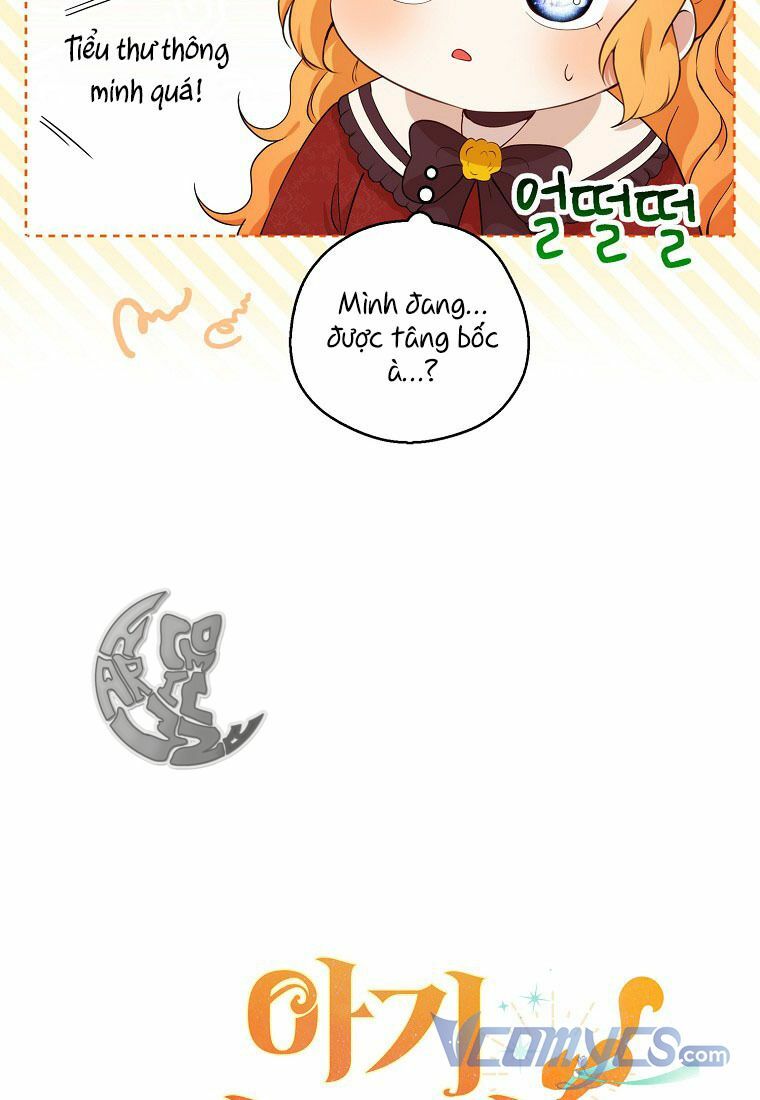 Tiểu thư thông
minh quá!
얼떨떨
Mình đang...
được tâng bốc
à...?
아기
Vcomycs.com